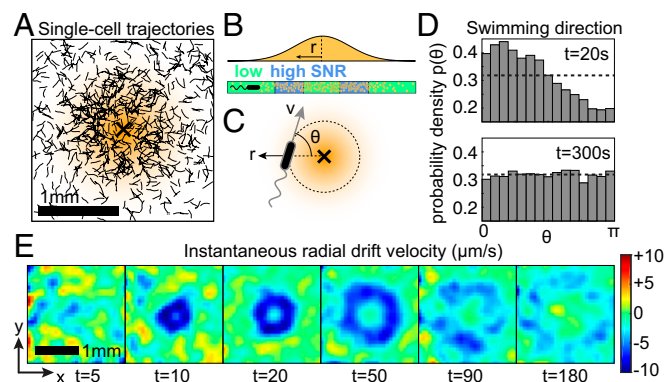 A Single-cell trajectories
1mm
B
r
low high SNR
C
v
θ
r
D Swimming direction
probability density p(θ)
0.4
0.3
0.2
t=20s
0.4
0.3
0.2
t=300s
0 θ π
E Instantaneous radial drift velocity (μm/s)
y
x
1mm
t=5 t=10 t=20 t=50 t=90 t=180
+10
+5
0
-5
-10